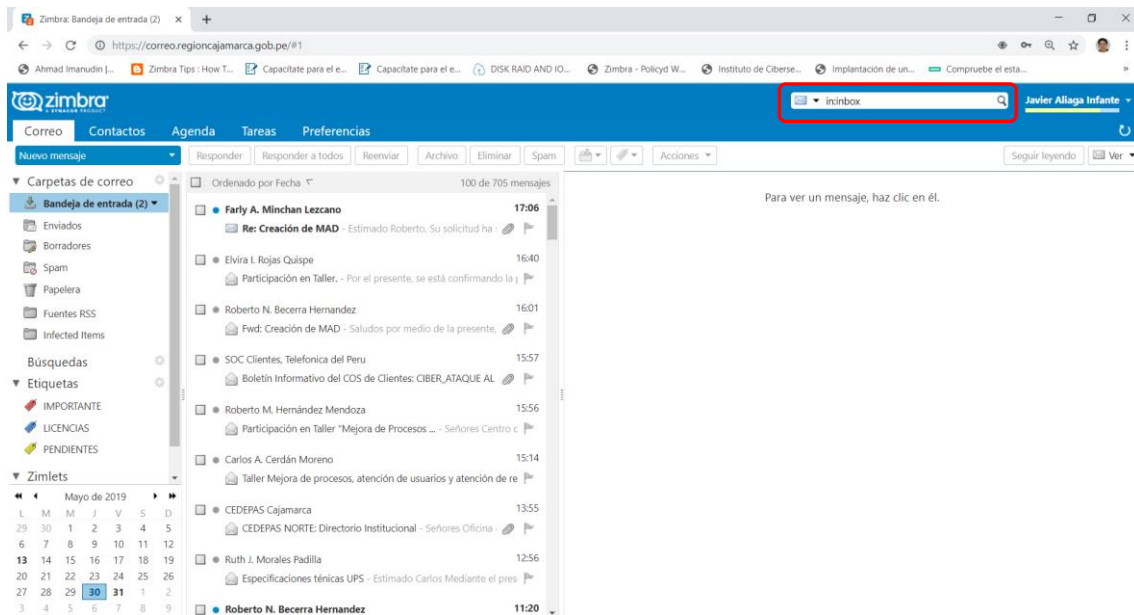 Zimbra: Bandeja de entrada (2)
https://correo.regioncajamarca.gob.pe/#1
Ahmad Imanudin |... Zimbra Tips : How T... Capacítate para el e... Capacítate para el e... DISK RAID AND IO... Zimbra - Policyd W... Instituto de Ciberse... Implantación de un... Compruebe el esta... »
zimbra
A SYNACOR PRODUCT
in:inbox
Javier Aliaga Infante
Correo Contactos Agenda Tareas Preferencias
Nuevo mensaje Responder Responder a todos Reenviar Archivo Eliminar Spam Acciones Seguir leyendo Ver
Carpetas de correo
Bandeja de entrada (2)
Enviados
Borradores
Spam
Papelera
Fuentes RSS
Infected Items
Búsquedas
Etiquetas
IMPORTANTE
LICENCIAS
PENDIENTES
Zimlets
Mayo de 2019
L M M J V S D
29 30 1 2 3 4 5
6 7 8 9 10 11 12
13 14 15 16 17 18 19
20 21 22 23 24 25 26
27 28 29 30 31 1 2
3 4 5 6 7 8 9
Ordenado por Fecha 100 de 705 mensajes
Farly A. Minchan Lezcano 17:06
Re: Creación de MAD - Estimado Roberto, Su solicitud ha
Elvira I. Rojas Quispe 16:40
Participación en Taller. - Por el presente, se está confirmando la
Roberto N. Becerra Hernandez 16:01
Fwd: Creación de MAD - Saludos por medio de la presente,
SOC Clientes, Telefonica del Peru 15:57
Boletín Informativo del COS de Clientes: CIBER_ATAQUE AL
Roberto M. Hernández Mendoza 15:56
Participación en Taller "Mejora de Procesos ... - Señores Centro c
Carlos A. Cerdán Moreno 15:14
Taller Mejora de procesos, atención de usuarios y atención de re
CEDEPAS Cajamarca 13:55
CEDEPAS NORTE: Directorio Institucional - Señores Oficina
Ruth J. Morales Padilla 12:56
Especificaciones ténicas UPS - Estimado Carlos Mediante el pres
Roberto N. Becerra Hernandez 11:20
Para ver un mensaje, haz clic en él.